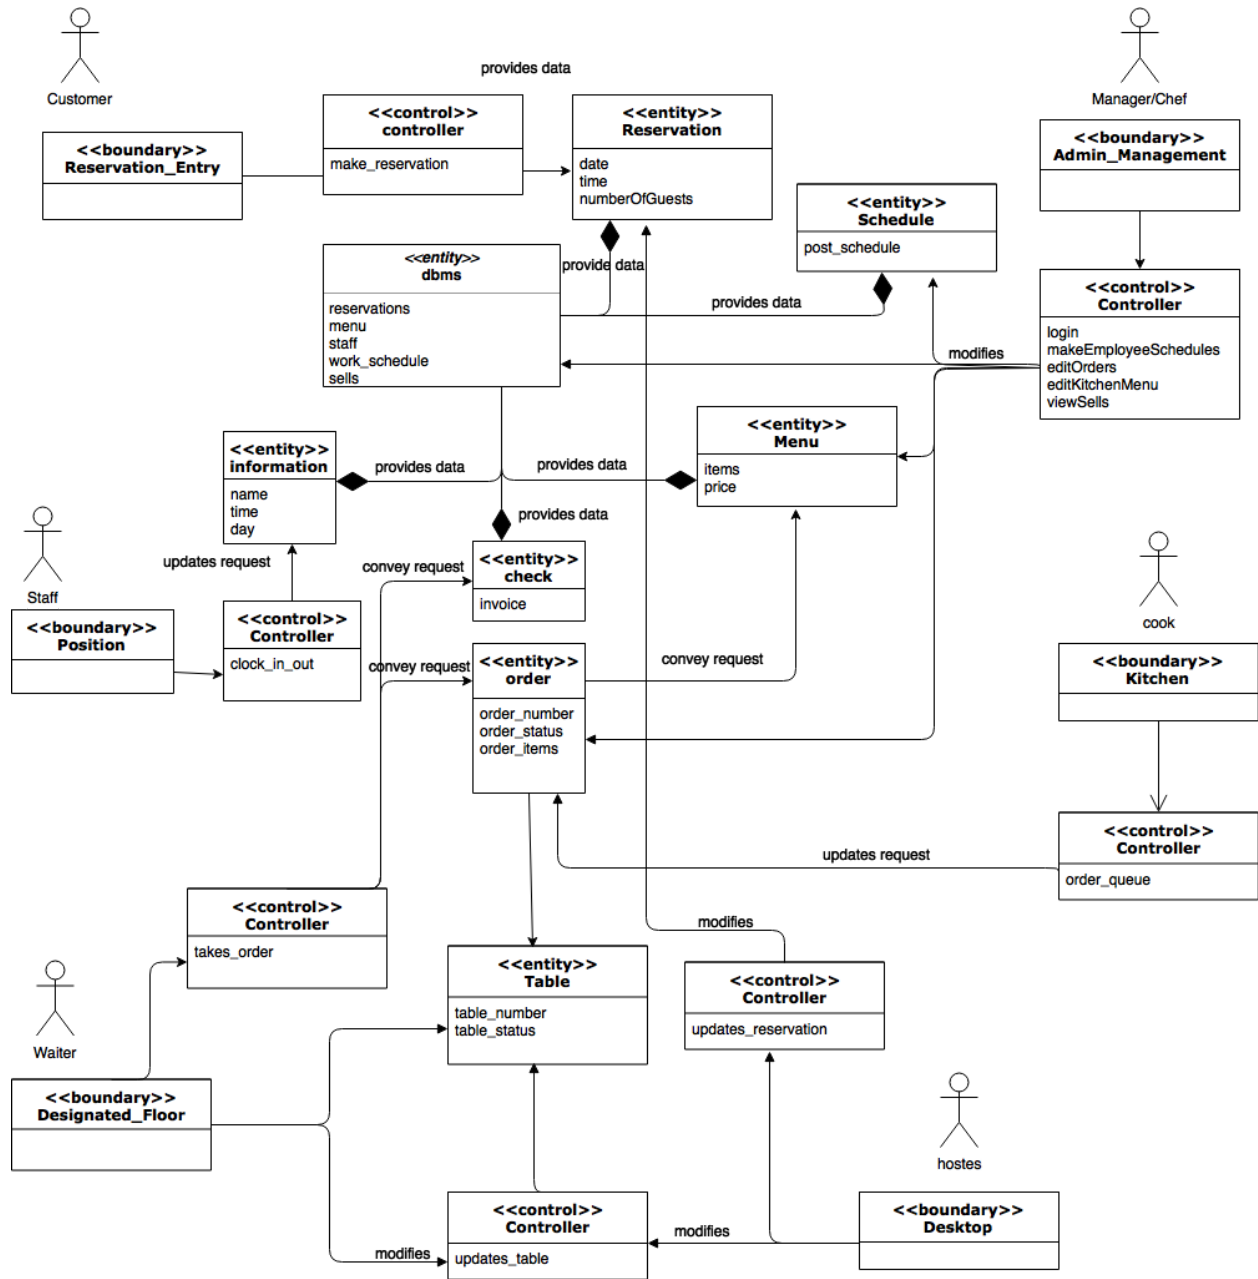 Customer
Manager/Chef
provides data
<<boundary>>
Reservation_Entry
<<control>>
controller
make_reservation
<<entity>>
Reservation
date
time
numberOfGuests
<<boundary>>
Admin_Management
<<entity>>
Schedule
post_schedule
<<entity>>
dbms
reservations
menu
staff
work_schedule
sells
provide data
provides data
<<control>>
Controller
login
makeEmployeeSchedules
editOrders
editKitchenMenu
viewSells
modifies
<<entity>>
information
name
time
day
provides data
provides data
<<entity>>
Menu
items
price
provides data
Staff
updates request
convey request
<<entity>>
check
invoice
<<boundary>>
Position
<<control>>
Controller
clock_in_out
cook
convey request
<<entity>>
order
order_number
order_status
order_items
convey request
<<boundary>>
Kitchen
<<control>>
Controller
order_queue
updates request
<<control>>
Controller
takes_order
modifies
Waiter
<<entity>>
Table
table_number
table_status
<<control>>
Controller
updates_reservation
<<boundary>>
Designated_Floor
hostes
<<control>>
Controller
updates_table
modifies
modifies
<<boundary>>
Desktop